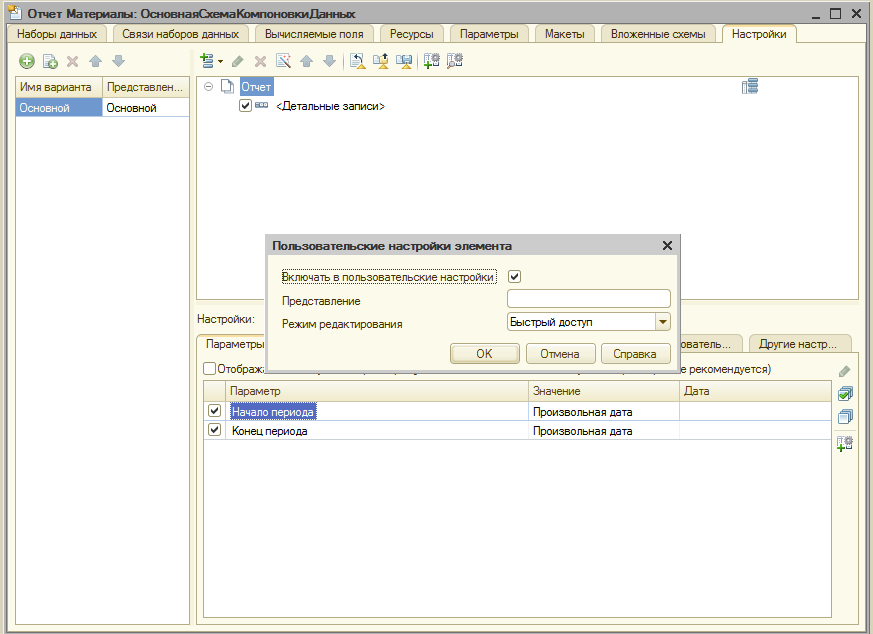 Отчет Материалы: ОсновнаяСхемаКомпоновкиДанных
Наборы данных Связи наборов данных Вычисляемые поля Ресурсы Параметры Макеты Вложенные схемы Настройки
Имя варианта Представлен...
Основной Основной
Отчет
<Детальные записи>
Пользовательские настройки элемента
Включать в пользовательские настройки
Представление
Режим редактирования Быстрый доступ
OK Отмена Справка
Настройки:
Параметры ователь... Другие настр...
Отображ е рекомендуется)
Параметр Значение Дата
Начало периода Произвольная дата
Конец периода Произвольная дата